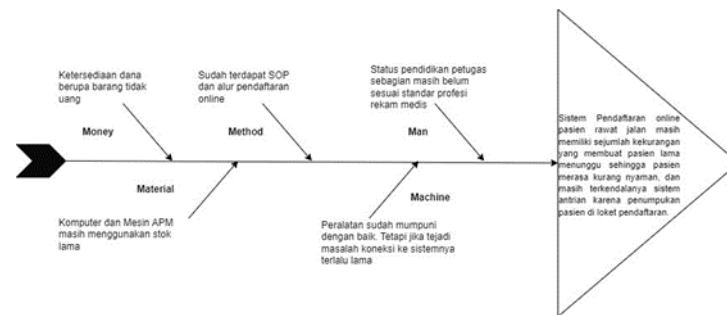 Ketersediaan dana
berupa barang tidak
uang
Sudah terdapat SOP
dan alur pendaftaran
online
Status pendidikan petugas
sebagian masih belum
sesuai standar profesi
rekam medis
Money
Method
Man
Material
Machine
Komputer dan Mesin APM
masih menggunakan stok
lama
Peralatan sudah mumpuni
dengan baik. Tetapi jika tejadi
masalah koneksi ke sistemnya
terlalu lama
Sistem Pendaftaran online
pasien rawat jalan masih
memiliki sejumlah kekurangan
yang membuat pasien lama
menunggu sehingga pasien
merasa kurang nyaman, dan
masih terkendalanya sistem
antrian karena penumpukan
pasien di loket pendaftaran.